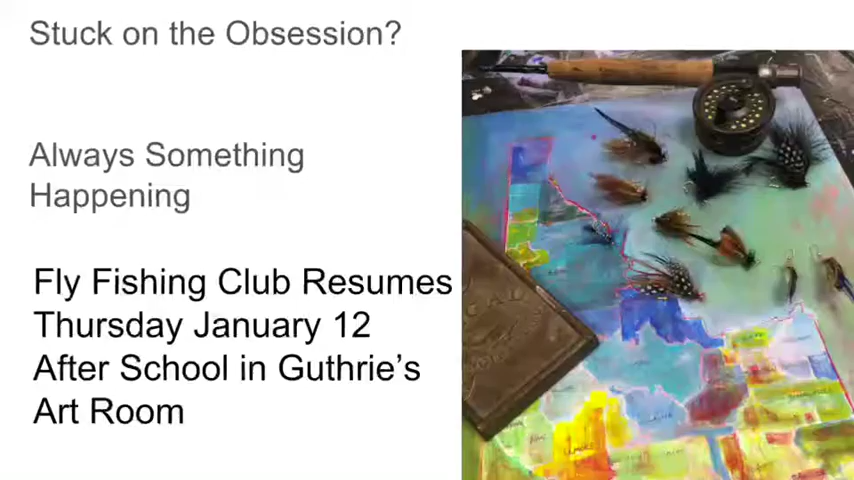 Stuck on the Obsession?
Always Something
Happening
Fly Fishing Club Resumes
Thursday January 12
After School in Guthrie’s
Art Room